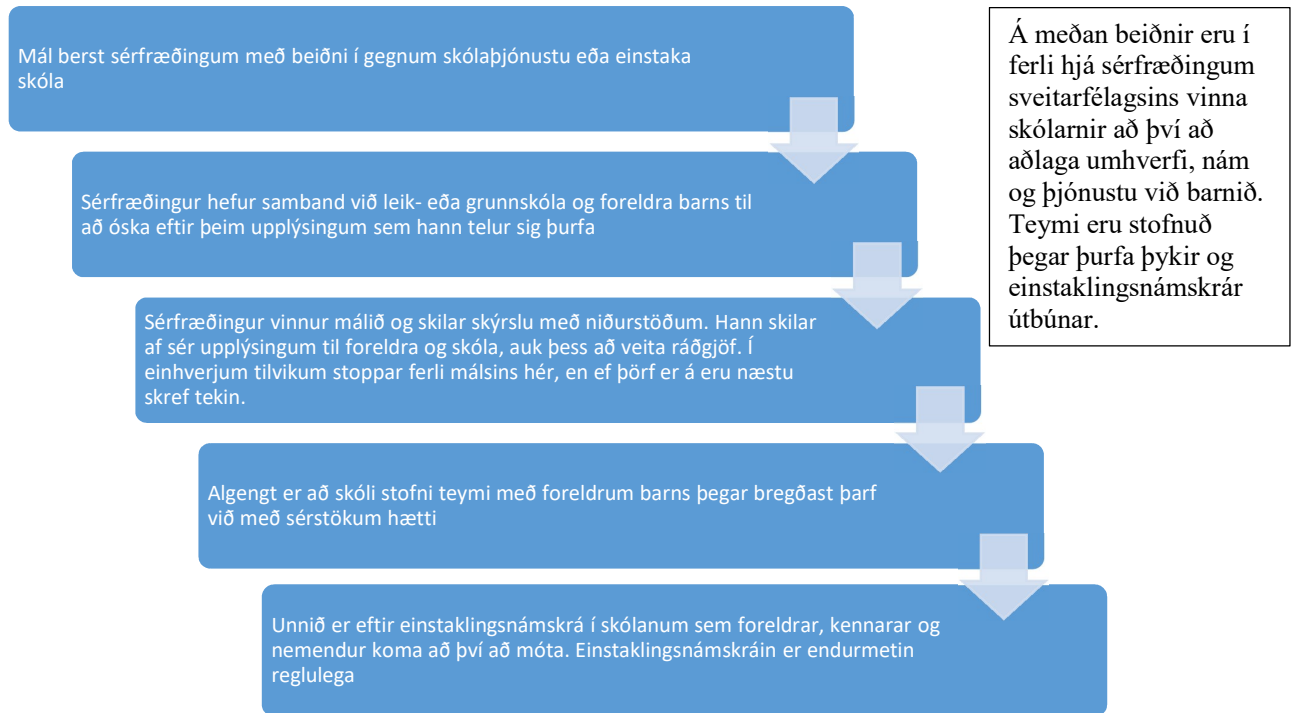 Mál berst sérfræðingum með beiðni í gegnum skólaþjónustu eða einstaka
skóla
Sérfræðingur hefur samband við leik- eða grunnskóla og foreldra barns til
að óska eftir þeim upplýsingum sem hann telur sig þurfa
Sérfræðingur vinnur málið og skilar skýrslu með niðurstöðum. Hann skilar
af sér upplýsingum til foreldra og skóla, auk þess að veita ráðgjöf. Í
einhverjum tilvikum stoppar ferli málsins hér, en ef þörf er á eru næstu
skref tekin.
Algengt er að skóli stofni teymi með foreldrum barns þegar bregðast þarf
við með sérstökum hætti
Unnið er eftir einstaklingsnámskrá í skólanum sem foreldrar, kennarar og
nemendur koma að því að móta. Einstaklingsnámskráin er endurmetin
reglulega
Á meðan beiðnir eru í
ferli hjá sérfræðingum
sveitarfélagsins vinna
skólarnir að því að
aðlaga umhverfi, nám
og þjónustu við barnið.
Teymi eru stofnuð
þegar þurfa þykir og
einstaklingsnámskrár
útbúnar.